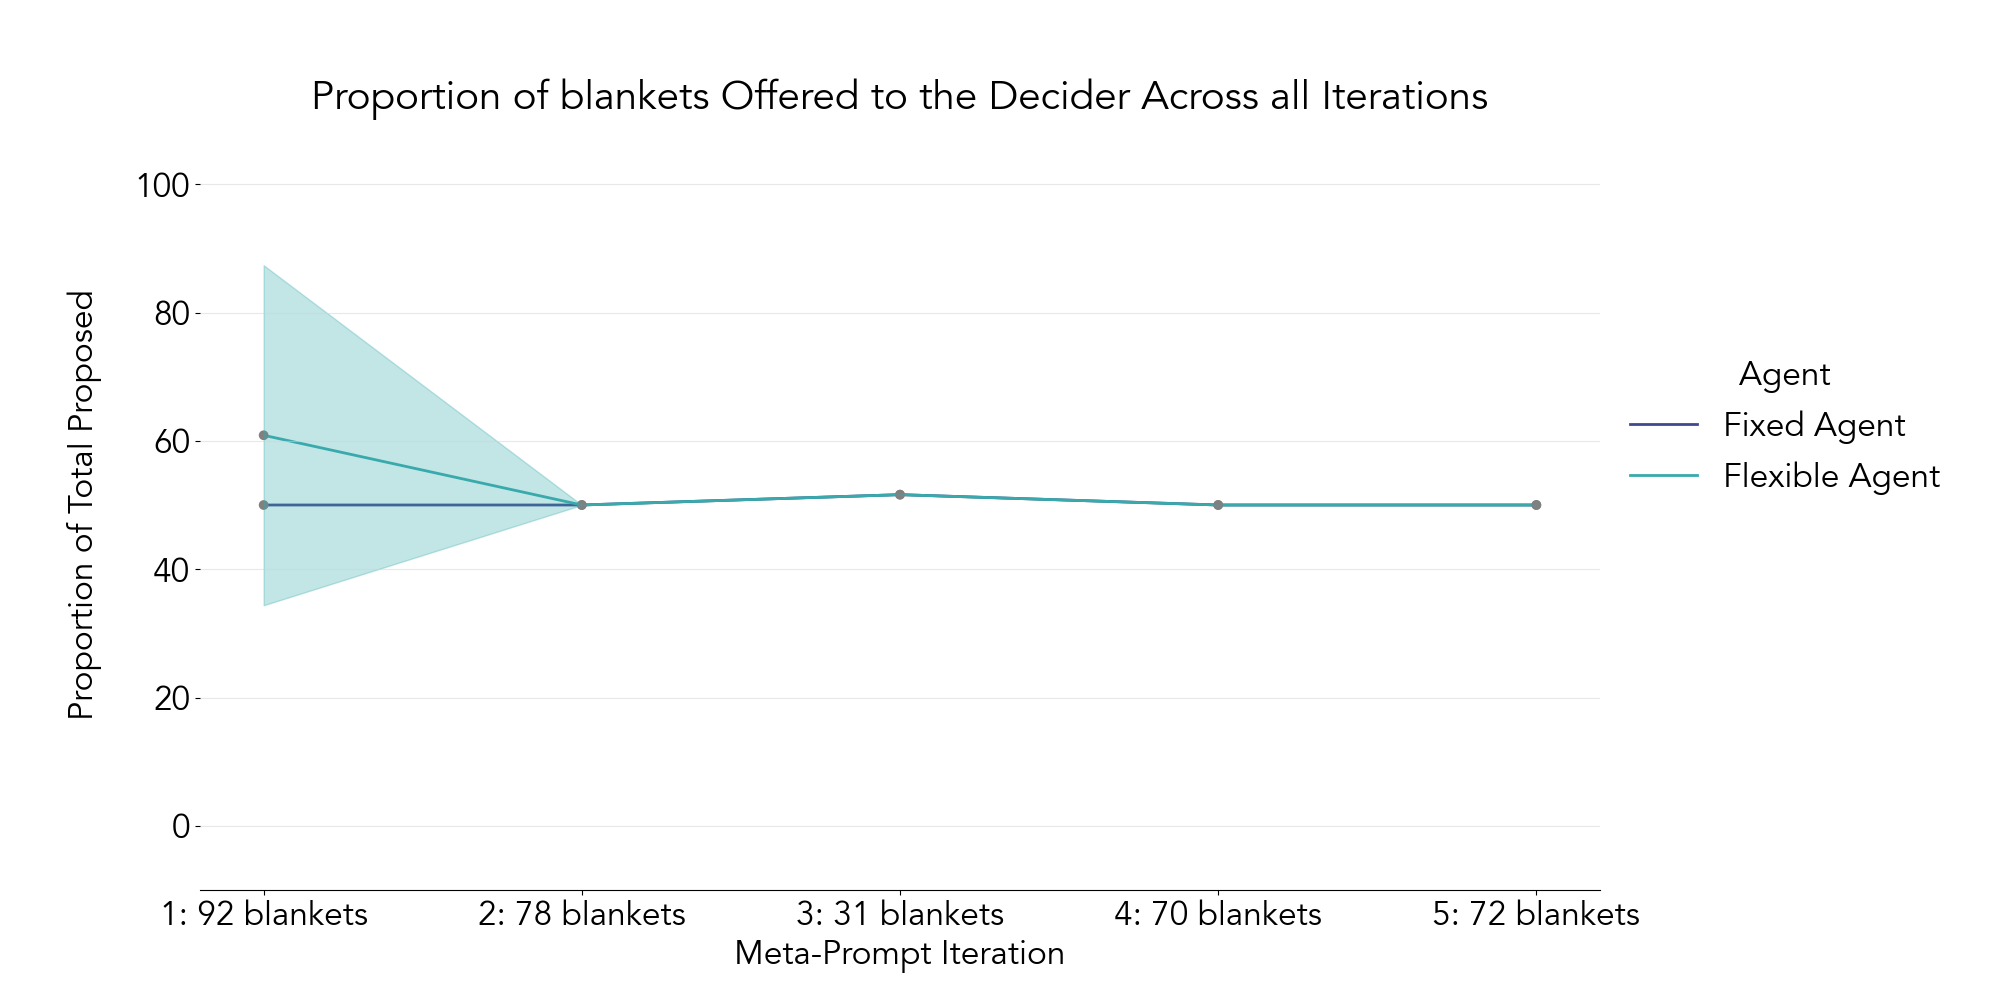 Proportion of blankets Offered to the Decider Across all Iterations
Proportion of Total Proposed
100
80
60
40
20
0
1: 92 blankets
2: 78 blankets
3: 31 blankets
4: 70 blankets
5: 72 blankets
Meta-Prompt Iteration
Agent
Fixed Agent
Flexible Agent